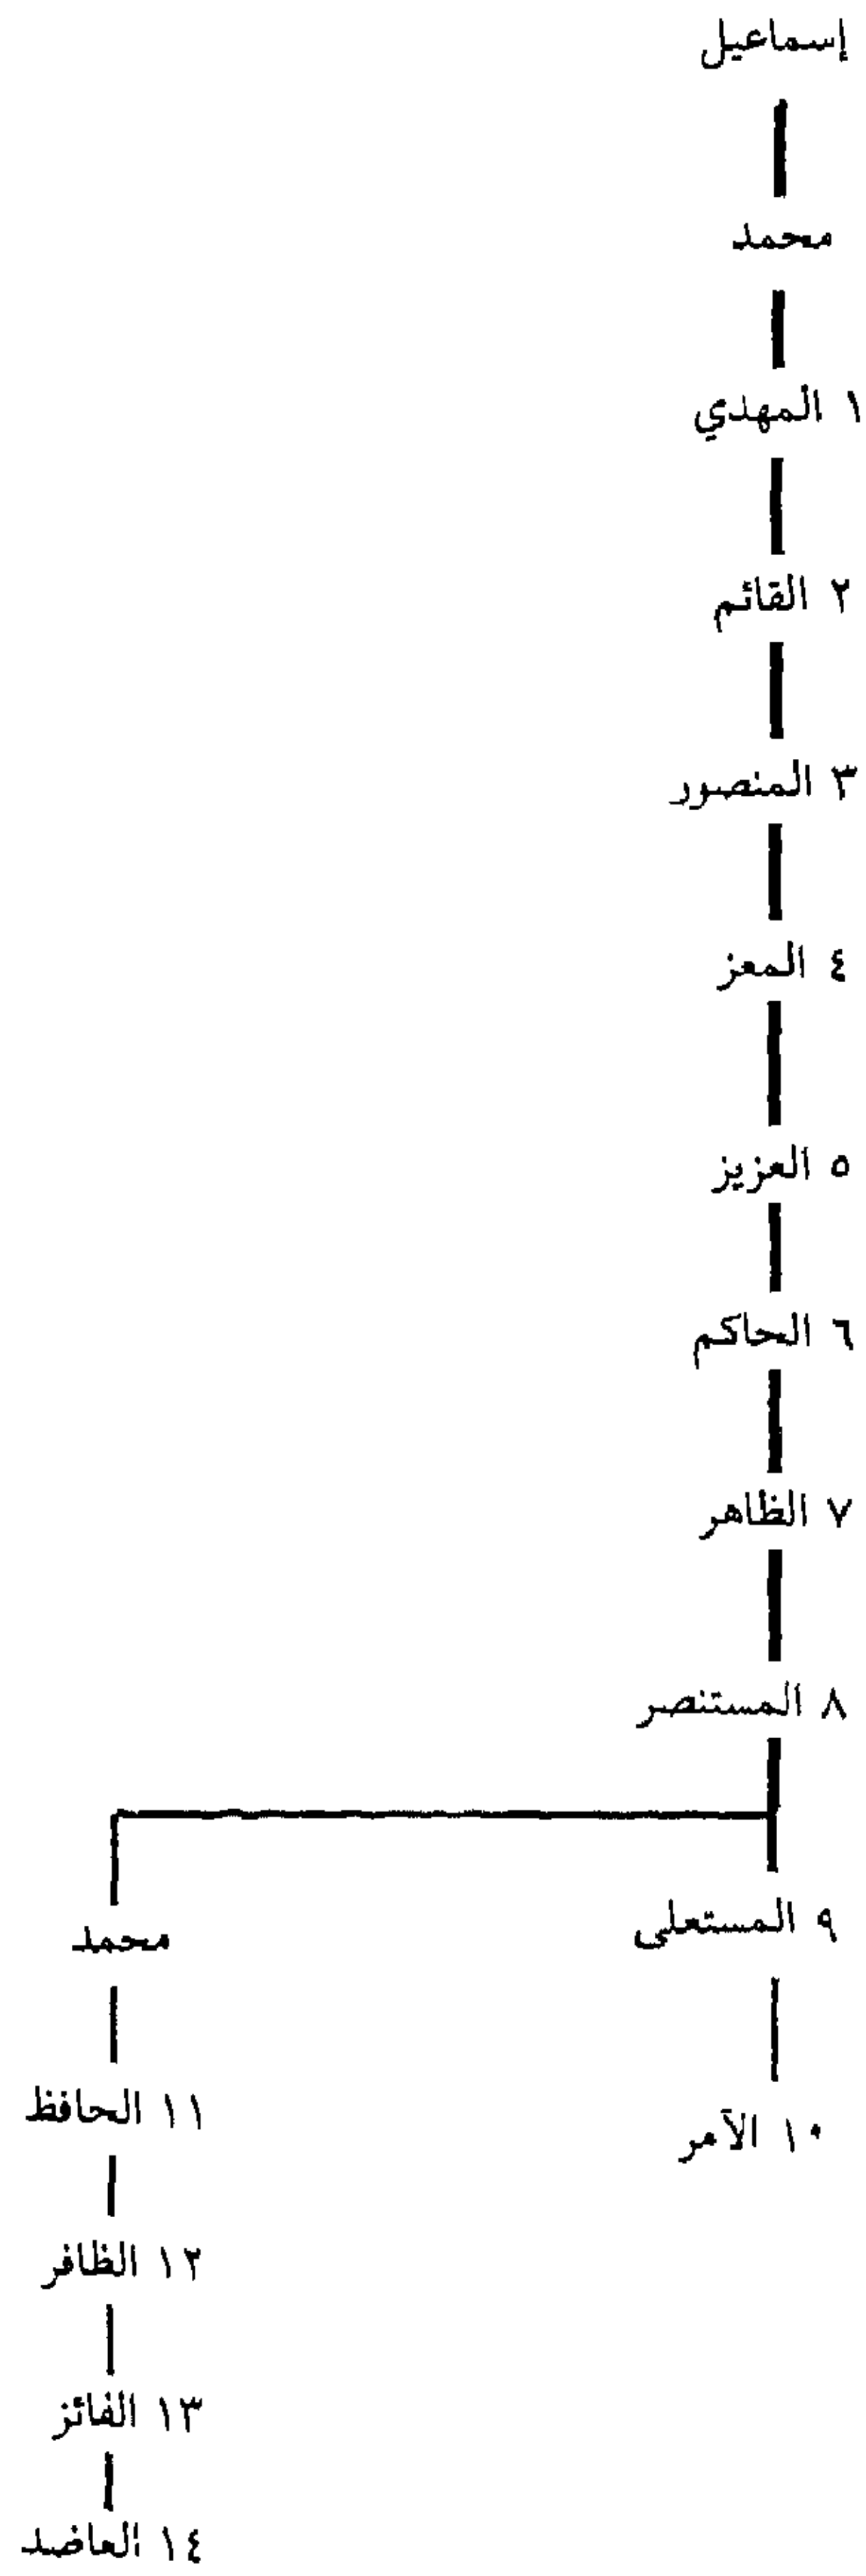 إسماعيل
محمد
١ المهدي
٢ القائم
٣ المنصور
٤ المعز
٥ العزيز
٦ الحاكم
٧ الظاهر
٨ المستنصر
٩ المستعلي
١٠ الآمر
محمد
١١ الحافظ
١٢ الظافر
١٣ الفائز
١٤ العاضد